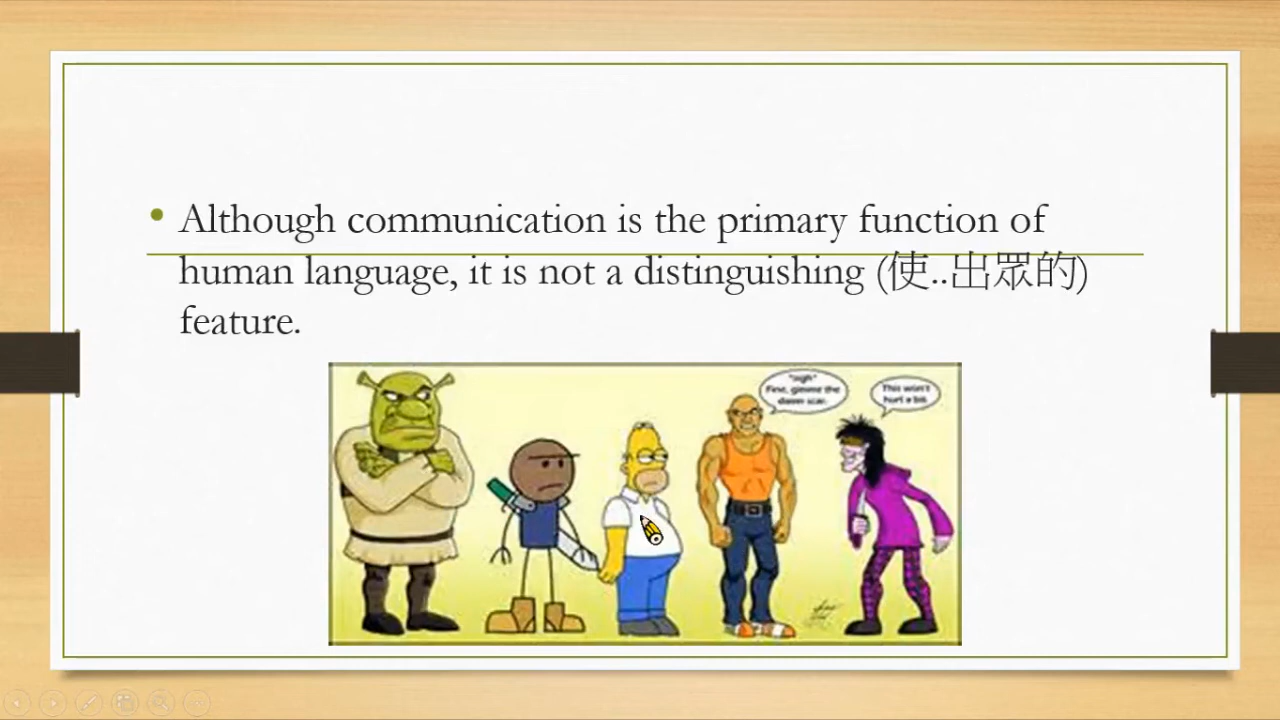 Although communication is the primary function of
human language, it is not a distinguishing (使..出眾的)
feature.
"sigh"
Fine, gimme the
damn scar.
This won't
hurt a bit.